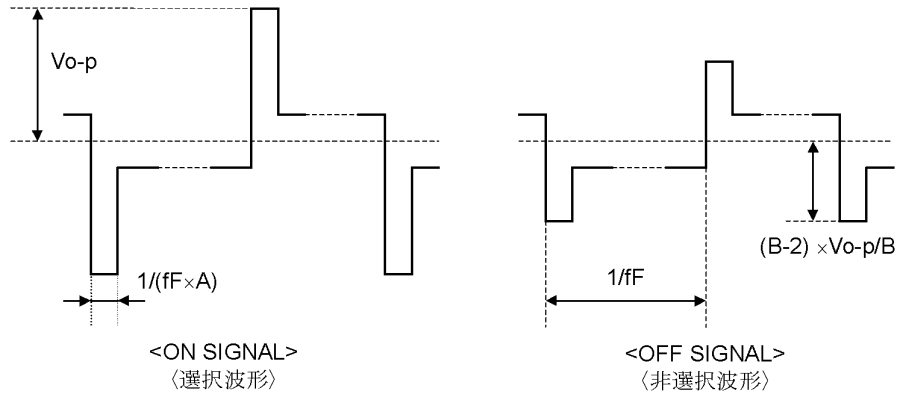 Vo-p
1/(fF×A)
<ON SIGNAL>
〈選択波形〉
(B-2) ×Vo-p/B
1/fF
<OFF SIGNAL>
〈非選択波形〉